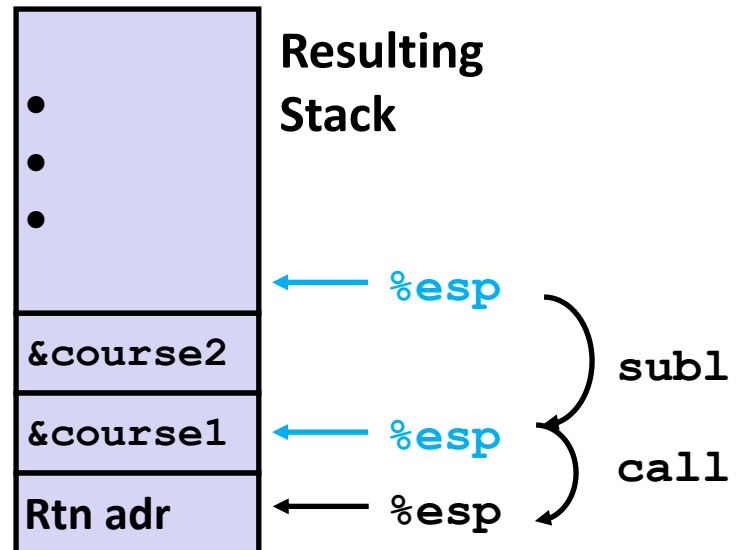 Resulting
Stack
•
•
•
%esp
&course2
subl
&course1
%esp
call
Rtn adr
%esp